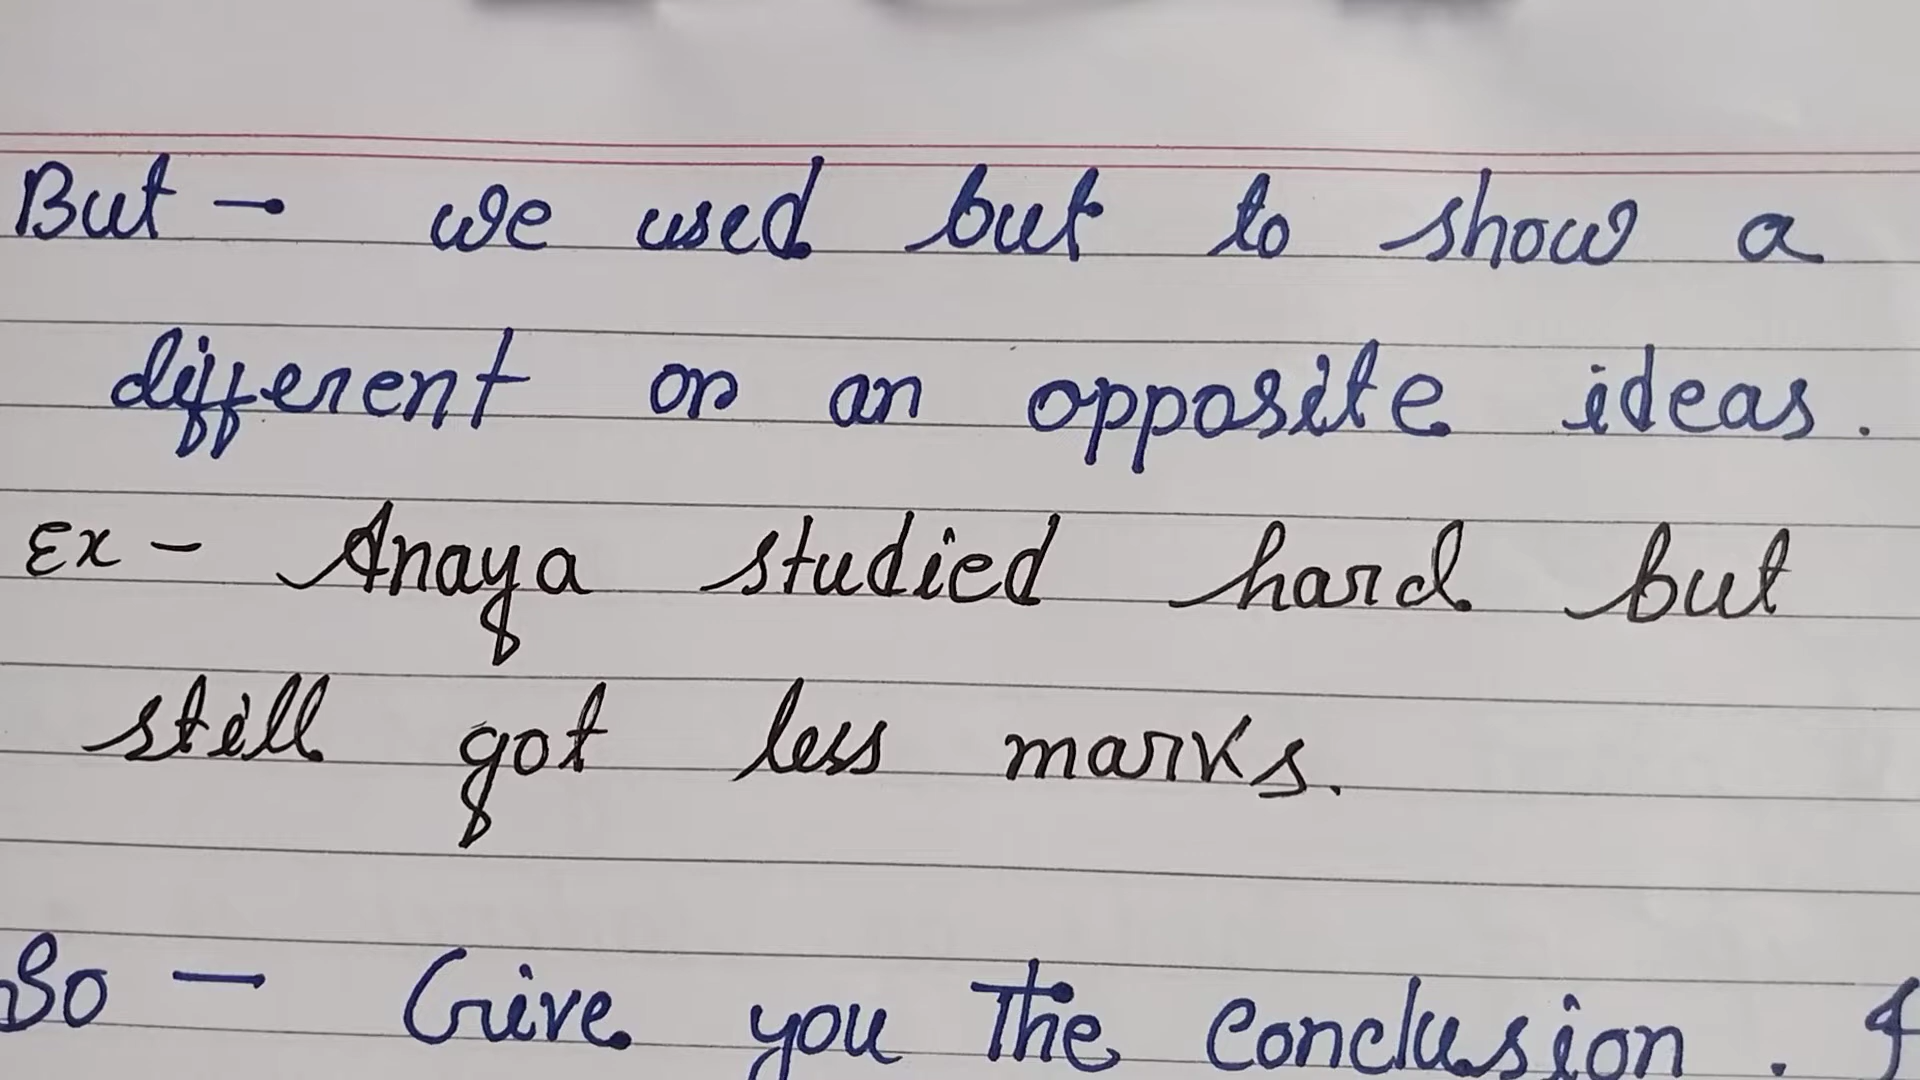 But - we used but to show a
different or an opposite ideas.
Ex - Anaya studied hard but
still got less marks.
So - Give you The Conclusion.